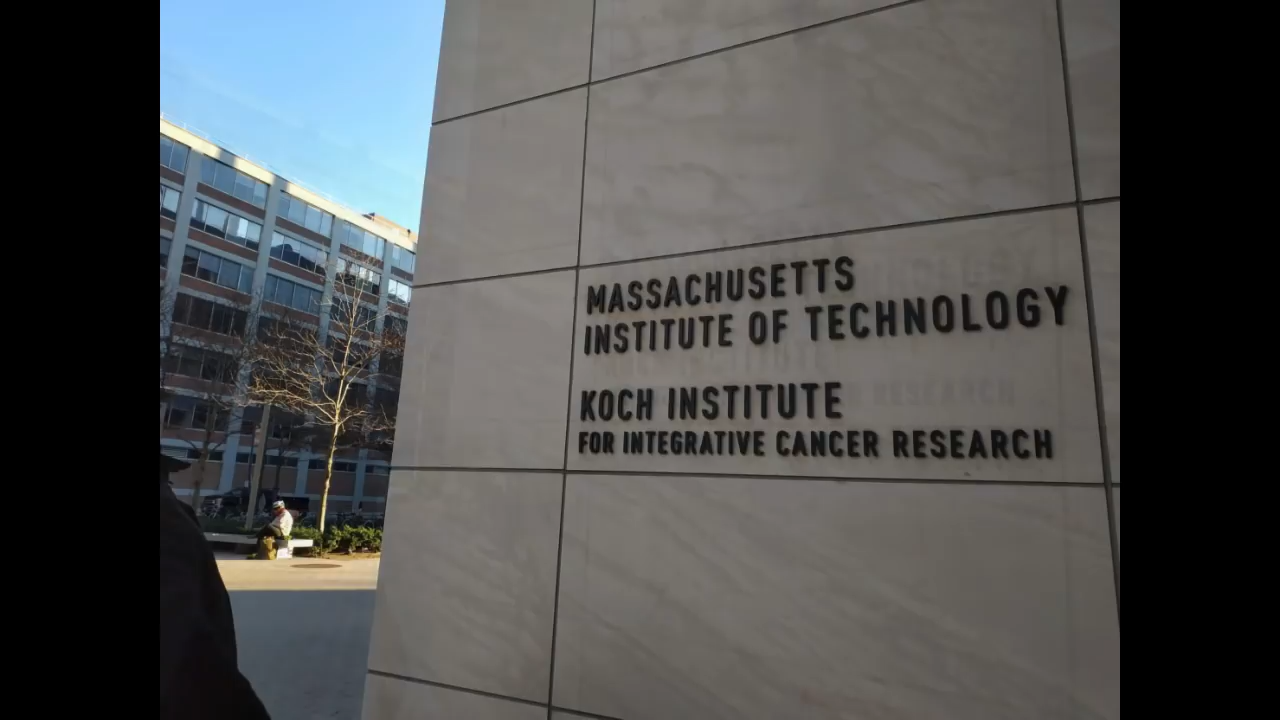 MASSACHUSETTS
INSTITUTE OF TECHNOLOGY
KOCH INSTITUTE
FOR INTEGRATIVE CANCER RESEARCH